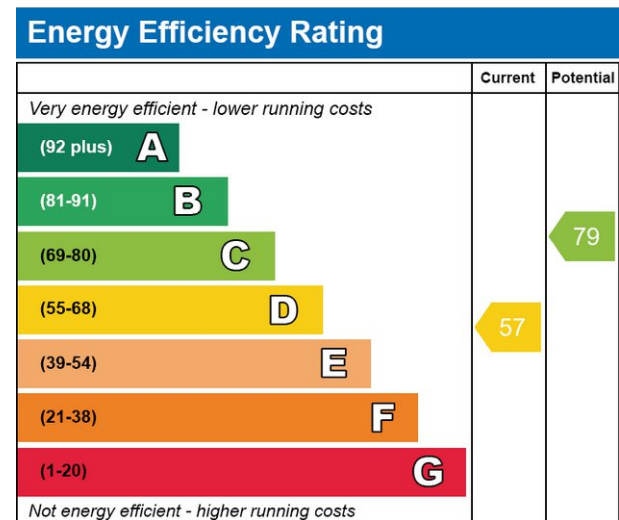 Energy Efficiency Rating
Current Potential
Very energy efficient - lower running costs
(92 plus) A
(81-91) B
(69-80) C
79
(55-68) D
57
(39-54) E
(21-38) F
(1-20) G
Not energy efficient - higher running costs